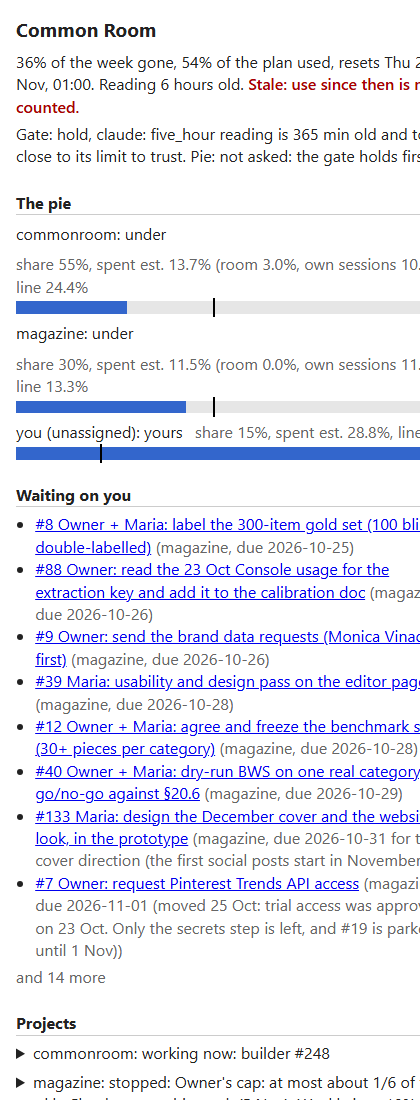 Common Room
36% of the week gone, 54% of the plan used, resets Thu
Nov, 01:00. Reading 6 hours old. Stale: use since then is
counted.
Gate: hold, claude: five_hour reading is 365 min old and
close to its limit to trust. Pie: not asked: the gate holds
The pie
commonroom: under
share 55%, spent est. 13.7% (room 3.0%, own sessions
line 24.4%
magazine: under
share 30%, spent est. 11.5% (room 0.0%, own sessions
line 13.3%
you (unassigned): yours share 15%, spent est. 28.8%, line
Waiting on you
#8 Owner + Maria: label the 300-item gold set (100
double-labelled) (magazine, due 2026-10-25)
#88 Owner: read the 23 Oct Console usage for the
extraction key and add it to the calibration doc
due 2026-10-26)
#9 Owner: send the brand data requests (Monica
first) (magazine, due 2026-10-26)
#39 Maria: usability and design pass on the editor
(magazine, due 2026-10-28)
#12 Owner + Maria: agree and freeze the benchmark
(30+ pieces per category) (magazine, due 2026-10-28)
#40 Owner + Maria: dry-run BWS on one real category
go/no-go against §20.6 (magazine, due 2026-10-29)
#133 Maria: design the December cover and the
look, in the prototype (magazine, due 2026-10-31 for
cover direction (the first social posts start in November
#7 Owner: request Pinterest Trends API access
due 2026-11-01 (moved 25 Oct: trial access was
on 23 Oct. Only the secrets step is left, and #19 is
until 1 Nov))
and 14 more
Projects
commonroom: working now: builder #248
magazine: stopped: Owner's cap: at most about 1/6 of